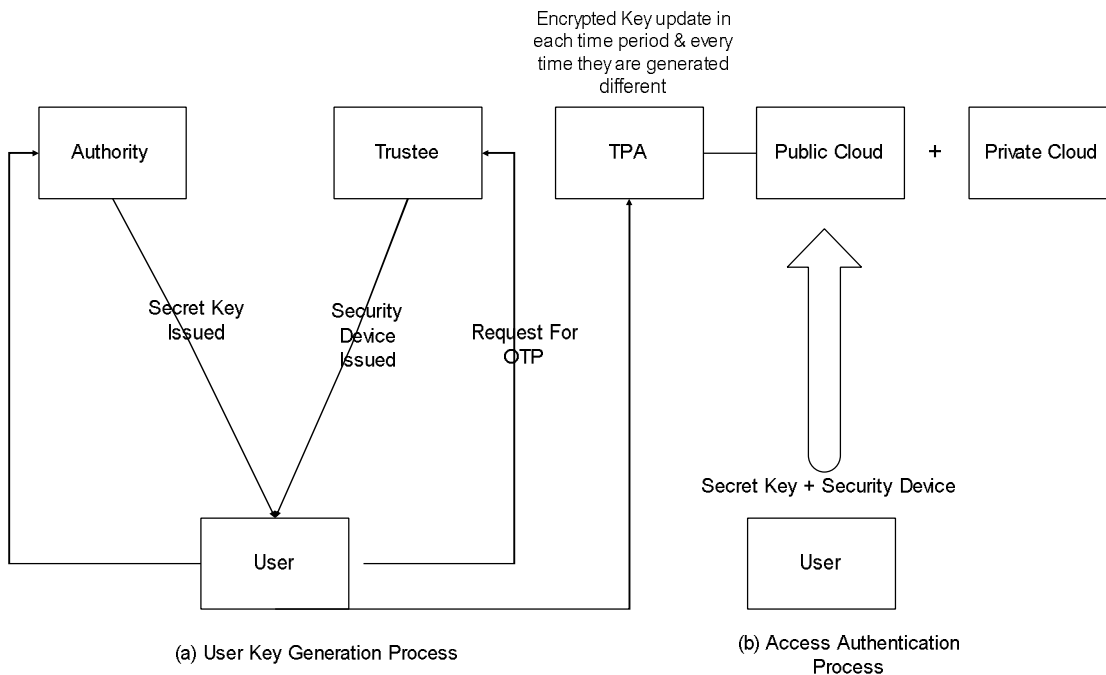 Encrypted Key update in
each time period & every
time they are generated
different
Authority
Trustee
TPA
Public Cloud
+
Private Cloud
Secret Key
Issued
Security
Device
Issued
Request For
OTP
Secret Key + Security Device
User
User
(a) User Key Generation Process
(b) Access Authentication
Process